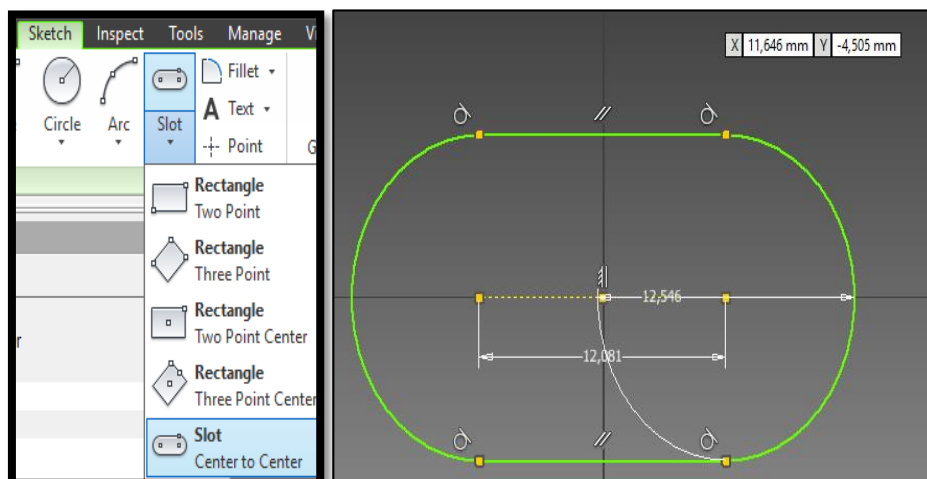 Sketch Inspect Tools Manage Vi
Circle Arc Slot Fillet
A Text
Point
G
Rectangle
Two Point
Rectangle
Three Point
Rectangle
Two Point Center
Rectangle
Three Point Center
Slot
Center to Center
r
X 11,646 mm Y -4,505 mm
12,546
12,081